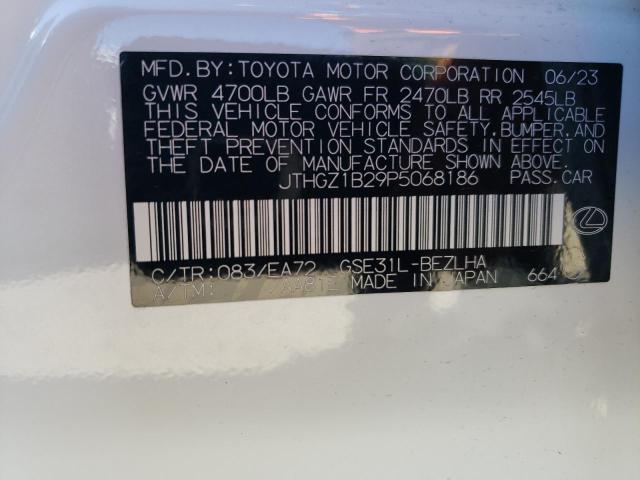 MFD. BY: TOYOTA MOTOR CORPORATION 06/23
GVWR 4700LB GAWR FR 2470LB RR 2545LB
THIS VEHICLE CONFORMS TO ALL APPLICABLE
FEDERAL MOTOR VEHICLE SAFETY, BUMPER, AND
THEFT PREVENTION STANDARDS IN EFFECT ON
THE DATE OF MANUFACTURE SHOWN ABOVE.
JTHGZ1B29P5068186 PASS. CAR
C/TR: 083/EA72 GSE31L-BEZLHA
A/TM: AA81E MADE IN JAPAN 664